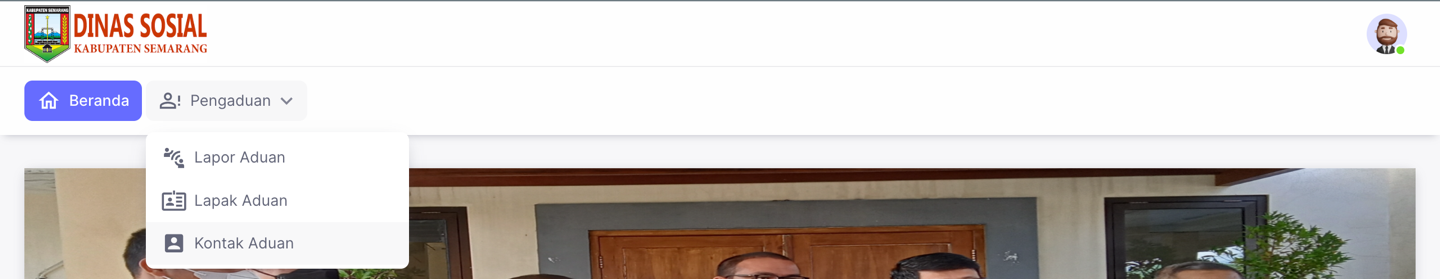 KABUPATEN SEMARANG
DINAS SOSIAL
KABUPATEN SEMARANG
Beranda
Pengaduan
Lapor Aduan
Lapak Aduan
Kontak Aduan